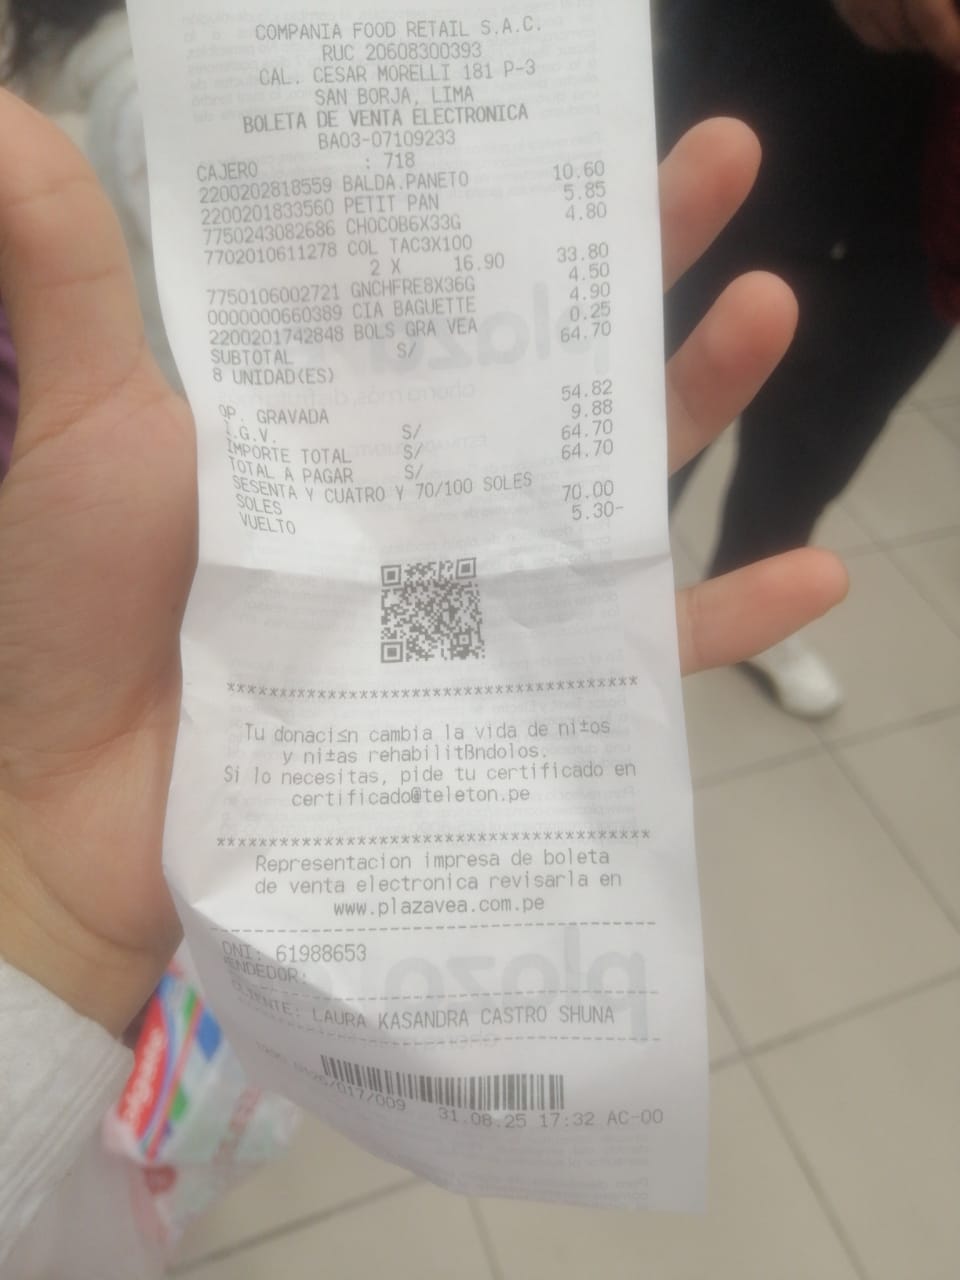 COMPANIA FOOD RETAIL S.A.C.
RUC 20608300393
CAL. CESAR MORELLI 181 P-3
SAN BORJA, LIMA
BOLETA DE VENTA ELECTRONICA
BA03-07109233
CAJERO : 718
2200202818559 BALDA.PANETO 10.60
2200201833560 PETIT PAN 5.85
7750243082686 CHOCOB6X33G 4.80
7702010611278 COL TAC3X100
2 X 16.90 33.80
7750106002721 GNCHFRE8X36G 4.50
0000000660389 CIA BAGUETTE 4.90
2200201742848 BOLS GRA VEA 0.25
SUBTOTAL S/ 64.70
8 UNIDAD(ES)
OP. GRAVADA S/ 54.82
I.G.V. S/ 9.88
IMPORTE TOTAL S/ 64.70
TOTAL A PAGAR 64.70
SESENTA Y CUATRO Y 70/100 SOLES
SOLES 70.00
VUELTO 5.30-
****************************************
Tu donaci≤n cambia la vida de ni±os
y ni±as rehabilitßndolos.
Si lo necesitas, pide tu certificado en
certificado@teleton.pe
****************************************
Representacion impresa de boleta
de venta electronica revisarla en
www.plazavea.com.pe
DNI: 61988653
VENDEDOR:
CLIENTE: LAURA KASANDRA CASTRO SHUNA
/017/009 31.08.25 17:32 AC-00
Colgate